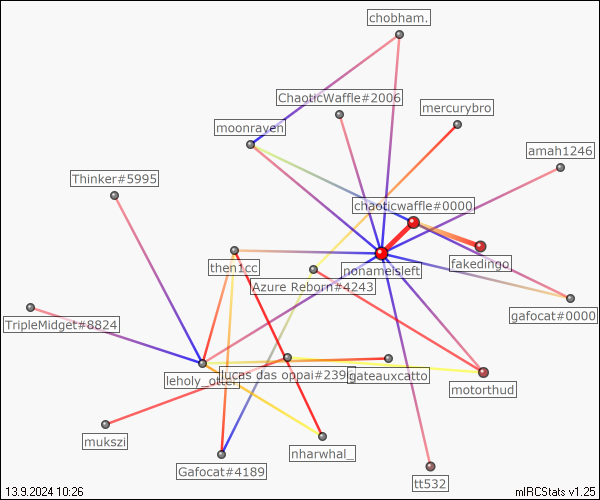 chobham.
ChaoticWaffle#2006
mercurybro
moonraven
amah1246
Thinker#5995
chaoticwaffle#0000
then1cc
nonameisleft
fakedingo
Azure Reborn#4243
gafocat#0000
TripleMidget#8824
leholy_otter
lucas das oppai#239
gateauxcatto
motorthud
mukszi
nharwhal_
Gafocat#4189
tt532
13.9.2024 10:26
mIRCStats v1.25